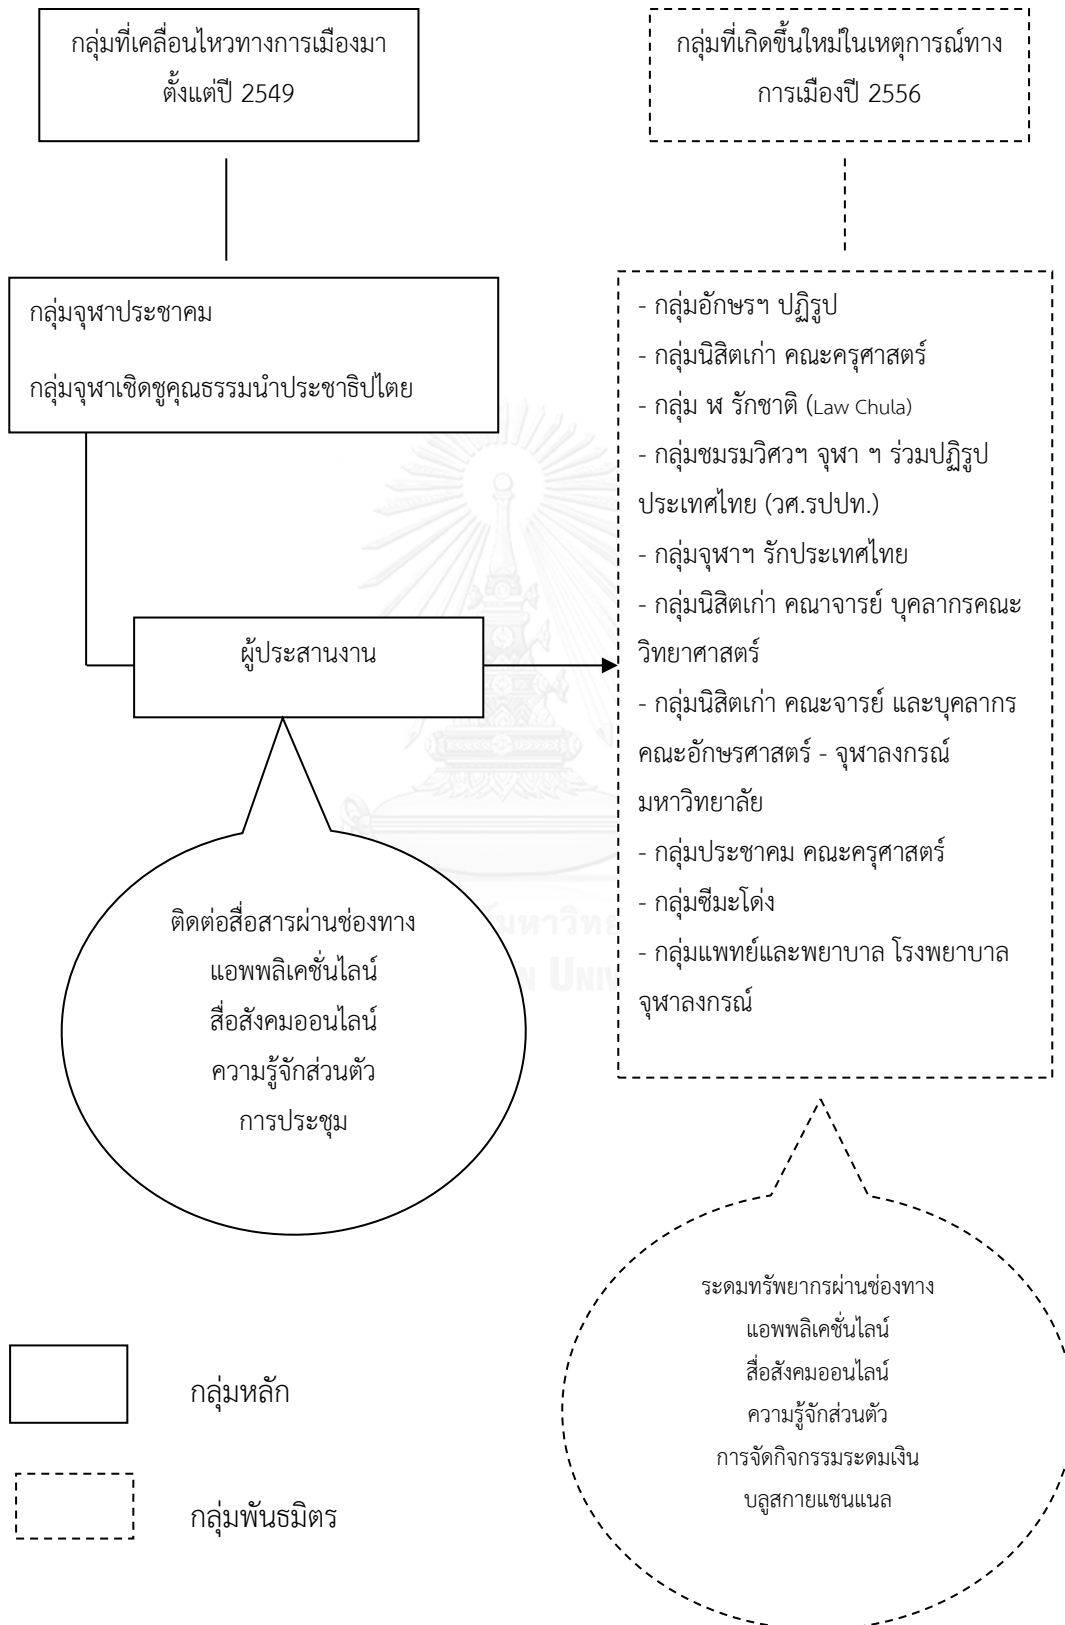 กลุ่มที่เคลื่อนไหวทางการเมืองมา
ตั้งแต่ปี 2549
กลุ่มที่เกิดขึ้นใหม่ในเหตุการณ์ทาง
การเมืองปี 2556
กลุ่มจุฬาประชาคม
กลุ่มจุฬาเชิดชูคุณธรรมนำประชาธิปไตย
ผู้ประสานงาน
- กลุ่มอักษรฯ ปฏิรูป
- กลุ่มนิสิตเก่า คณะครุศาสตร์
- กลุ่ม ฬ รักชาติ (Law Chula)
- กลุ่มชมรมวิศวฯ จุฬา ฯ ร่วมปฏิรูป
ประเทศไทย (วศ.รปปท.)
- กลุ่มจุฬาฯ รักประเทศไทย
- กลุ่มนิสิตเก่า คณาจารย์ บุคลากรคณะ
วิทยาศาสตร์
- กลุ่มนิสิตเก่า คณะจารย์ และบุคลากร
คณะอักษรศาสตร์ - จุฬาลงกรณ์
มหาวิทยาลัย
- กลุ่มประชาคม คณะครุศาสตร์
- กลุ่มซีมะโด่ง
- กลุ่มแพทย์และพยาบาล โรงพยาบาล
จุฬาลงกรณ์
ติดต่อสื่อสารผ่านช่องทาง
แอพพลิเคชั่นไลน์
สื่อสังคมออนไลน์
ความรู้จักส่วนตัว
การประชุม
ระดมทรัพยากรผ่านช่องทาง
แอพพลิเคชั่นไลน์
สื่อสังคมออนไลน์
ความรู้จักส่วนตัว
การจัดกิจกรรมระดมเงิน
บลูสกายแชนแนล
กลุ่มหลัก
กลุ่มพันธมิตร